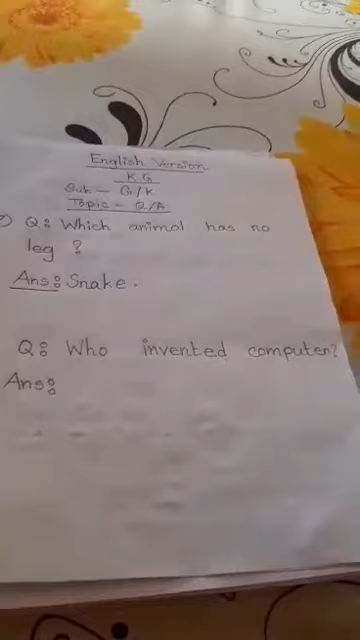 English Version
K.G
Sub - G/K
Topic - Q/A
Q: Which animal has no
leg ?
Ans: Snake.
Q: Who invented computer?
Ans: